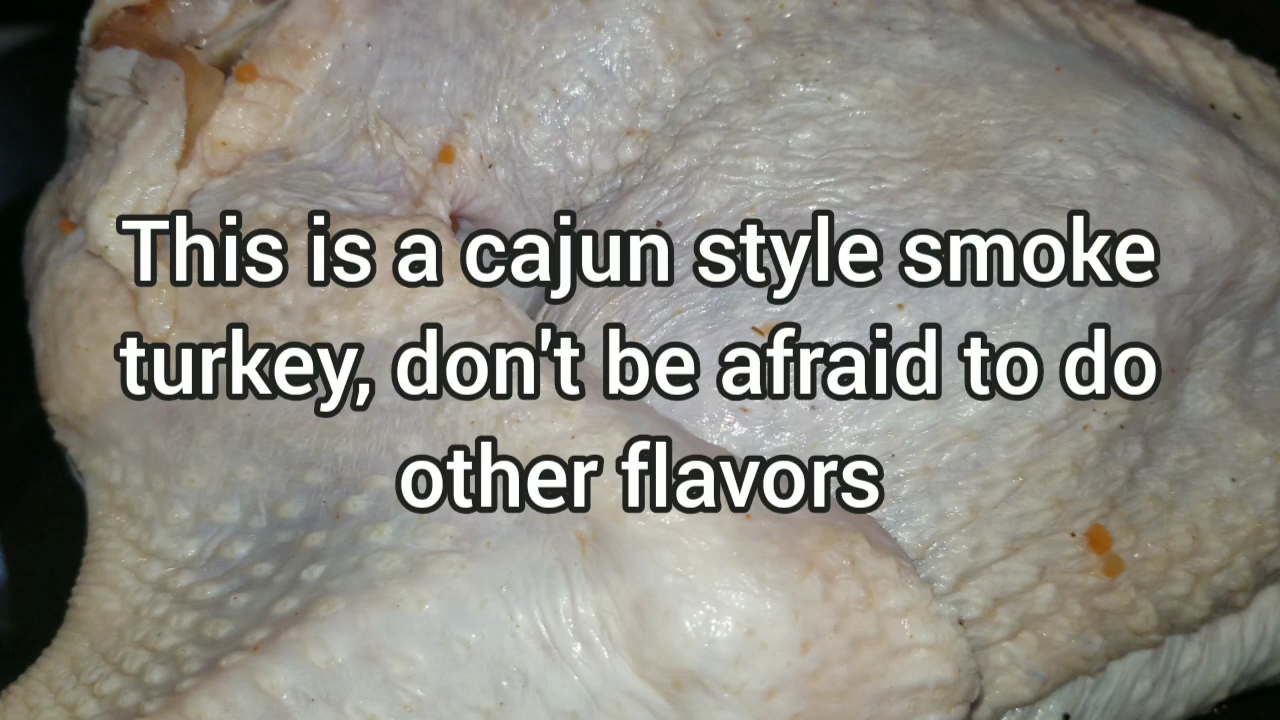 This is a cajun style smoke
turkey, don't be afraid to do
other flavors